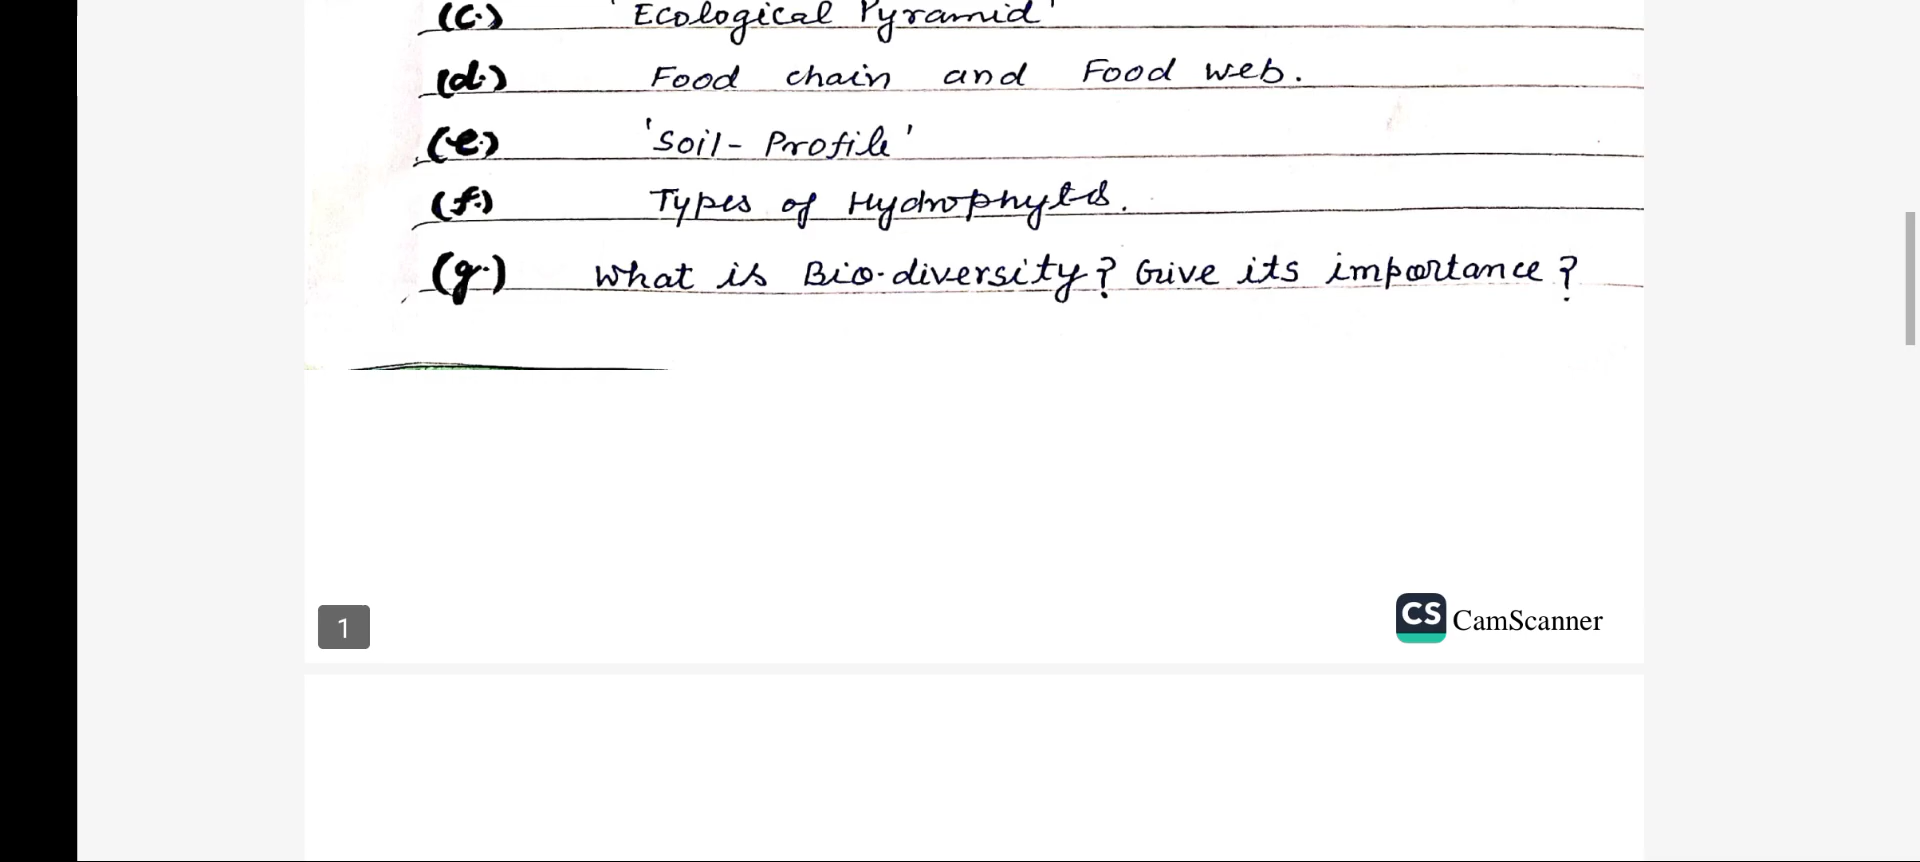 (c.) 'Ecological Pyramid'
(d.) Food chain and Food web.
(e.) 'Soil-Profile'
(f.) Types of Hydrophytes.
(g.) What is Bio-diversity? Give its importance?
1
CS CamScanner